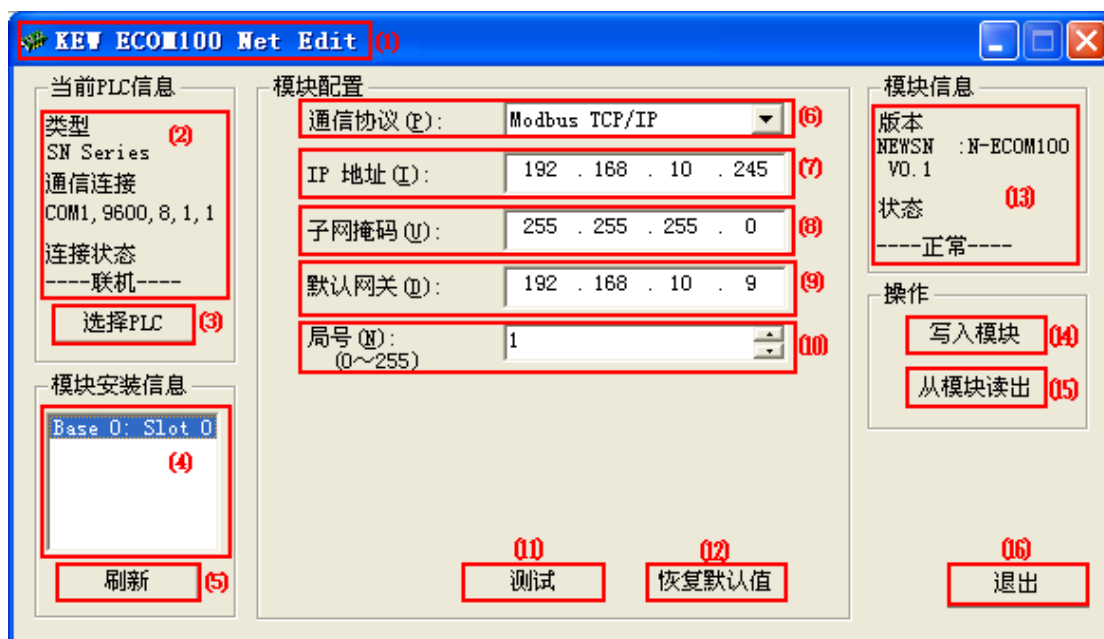 KEW ECOM100 Net Edit (1)
当前PLC信息
类型 (2)
SN Series
通信连接
COM1,9600,8,1,1
连接状态
----联机----
选择PLC (3)
模块安装信息
Base 0: Slot 0
(4)
刷新 (5)
模块配置
通信协议(P): Modbus TCP/IP (6)
IP 地址(I): 192 . 168 . 10 . 245 (7)
子网掩码(U): 255 . 255 . 255 . 0 (8)
默认网关(D): 192 . 168 . 10 . 9 (9)
局号(N): 1 (10)
(0～255)
(11) (12)
测试 恢复默认值
模块信息
版本
NEWSN :N-ECOM100
V0.1
(13)
状态
----正常----
操作
写入模块 (14)
从模块读出 (15)
(16)
退出